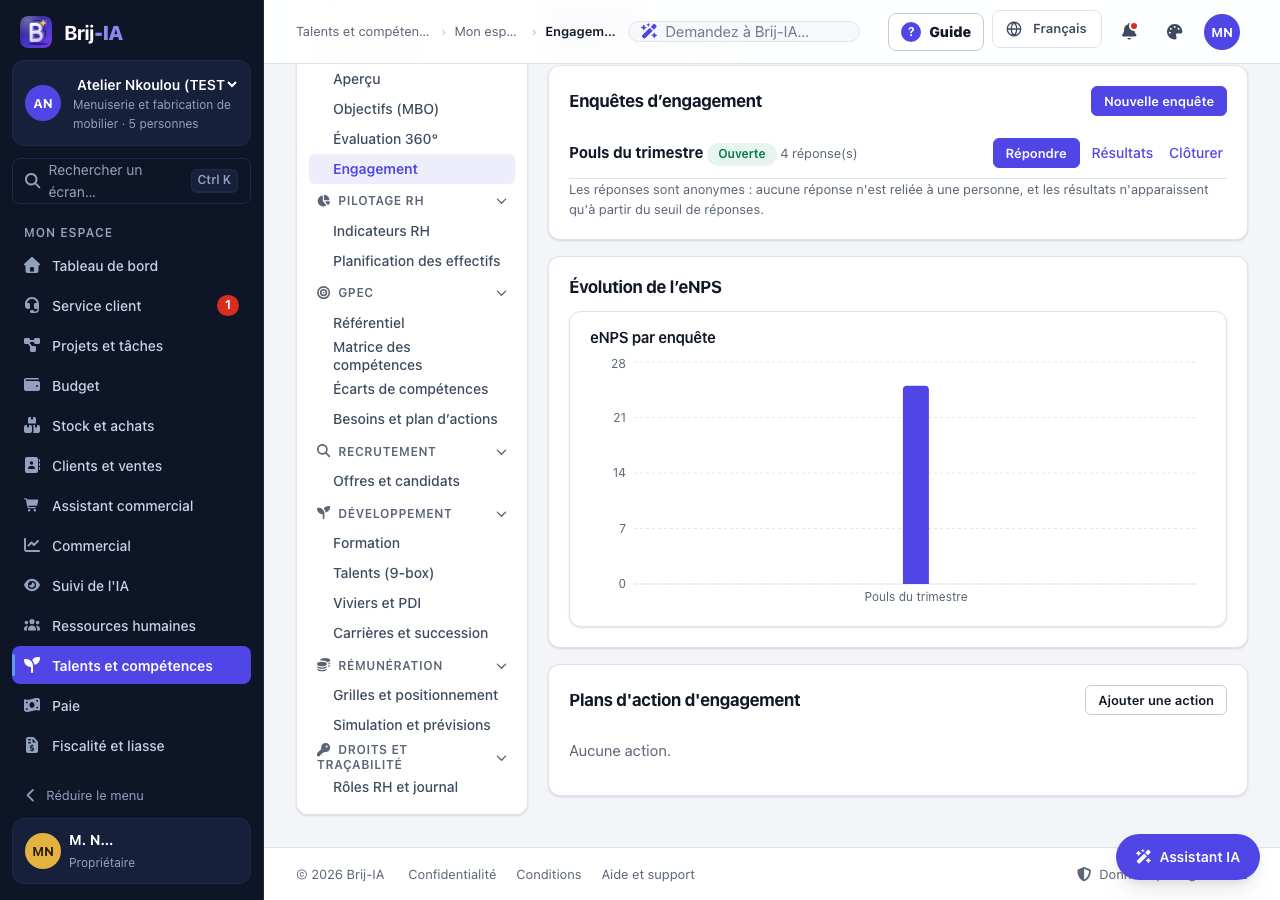 Brij-IA
Atelier Nkoulou (TEST
AN
Menuiserie et fabrication de
mobilier · 5 personnes
Rechercher un
écran...
Ctrl K
MON ESPACE
Tableau de bord
Service client
1
Projets et tâches
Budget
Stock et achats
Clients et ventes
Assistant commercial
Commercial
Suivi de l'IA
Ressources humaines
Talents et compétences
Paie
Fiscalité et liasse
Réduire le menu
MN
M. N...
Propriétaire
Talents et compéten...
›
Mon esp...
›
Engagem...
Demandez à Brij-IA...
? Guide
Français
MN
Aperçu
Objectifs (MBO)
Évaluation 360°
Engagement
PILOTAGE RH
Indicateurs RH
Planification des effectifs
GPEC
Référentiel
Matrice des
compétences
Écarts de compétences
Besoins et plan d’actions
RECRUTEMENT
Offres et candidats
DÉVELOPPEMENT
Formation
Talents (9-box)
Viviers et PDI
Carrières et succession
RÉMUNÉRATION
Grilles et positionnement
Simulation et prévisions
DROITS ET
TRAÇABILITÉ
Rôles RH et journal
Enquêtes d’engagement
Nouvelle enquête
Pouls du trimestre
Ouverte
4 réponse(s)
Répondre
Résultats
Clôturer
Les réponses sont anonymes : aucune réponse n'est reliée à une personne, et les résultats n'apparaissent
qu'à partir du seuil de réponses.
Évolution de l’eNPS
eNPS par enquête
28
21
14
7
0
Pouls du trimestre
Plans d'action d'engagement
Ajouter une action
Aucune action.
© 2026 Brij-IA
Confidentialité
Conditions
Aide et support
Assistant IA